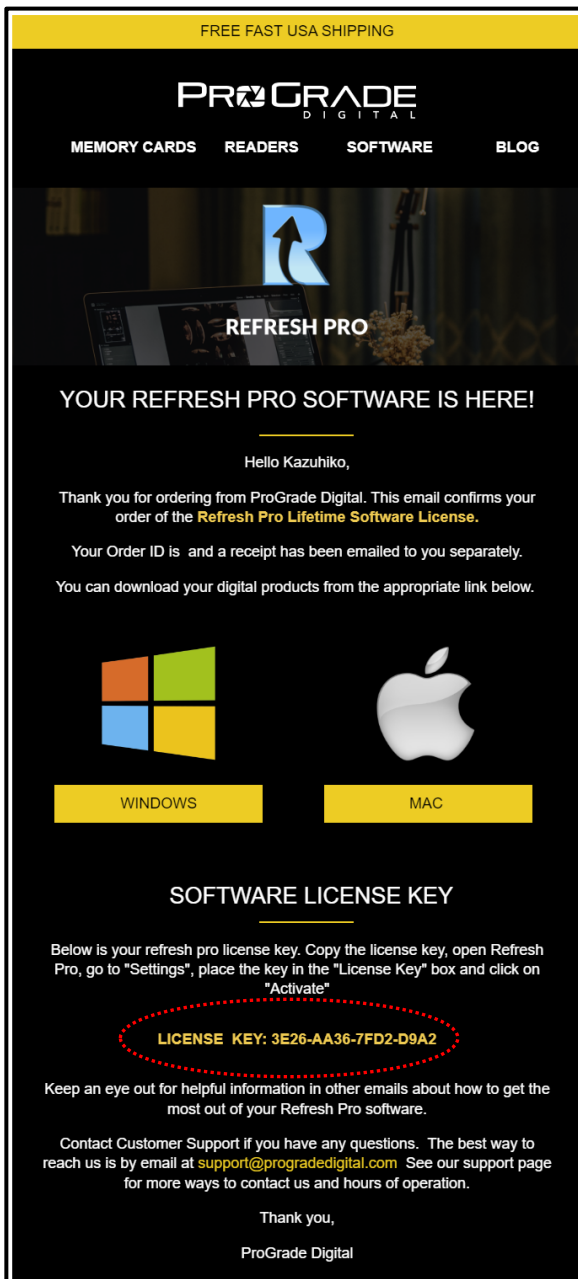 FREE FAST USA SHIPPING
PROGRADE
DIGITAL
MEMORY CARDS READERS SOFTWARE BLOG
REFRESH PRO
YOUR REFRESH PRO SOFTWARE IS HERE!
Hello Kazuhiko,
Thank you for ordering from ProGrade Digital. This email confirms your
order of the Refresh Pro Lifetime Software License.
Your Order ID is  and a receipt has been emailed to you separately.
You can download your digital products from the appropriate link below.
WINDOWS MAC
SOFTWARE LICENSE KEY
Below is your refresh pro license key. Copy the license key, open Refresh
Pro, go to "Settings", place the key in the "License Key" box and click on
"Activate"
LICENSE  KEY: 3E26-AA36-7FD2-D9A2
Keep an eye out for helpful information in other emails about how to get the
most out of your Refresh Pro software.
Contact Customer Support if you have any questions.  The best way to
reach us is by email at support@progradedigital.com  See our support page
for more ways to contact us and hours of operation.
Thank you,
ProGrade Digital